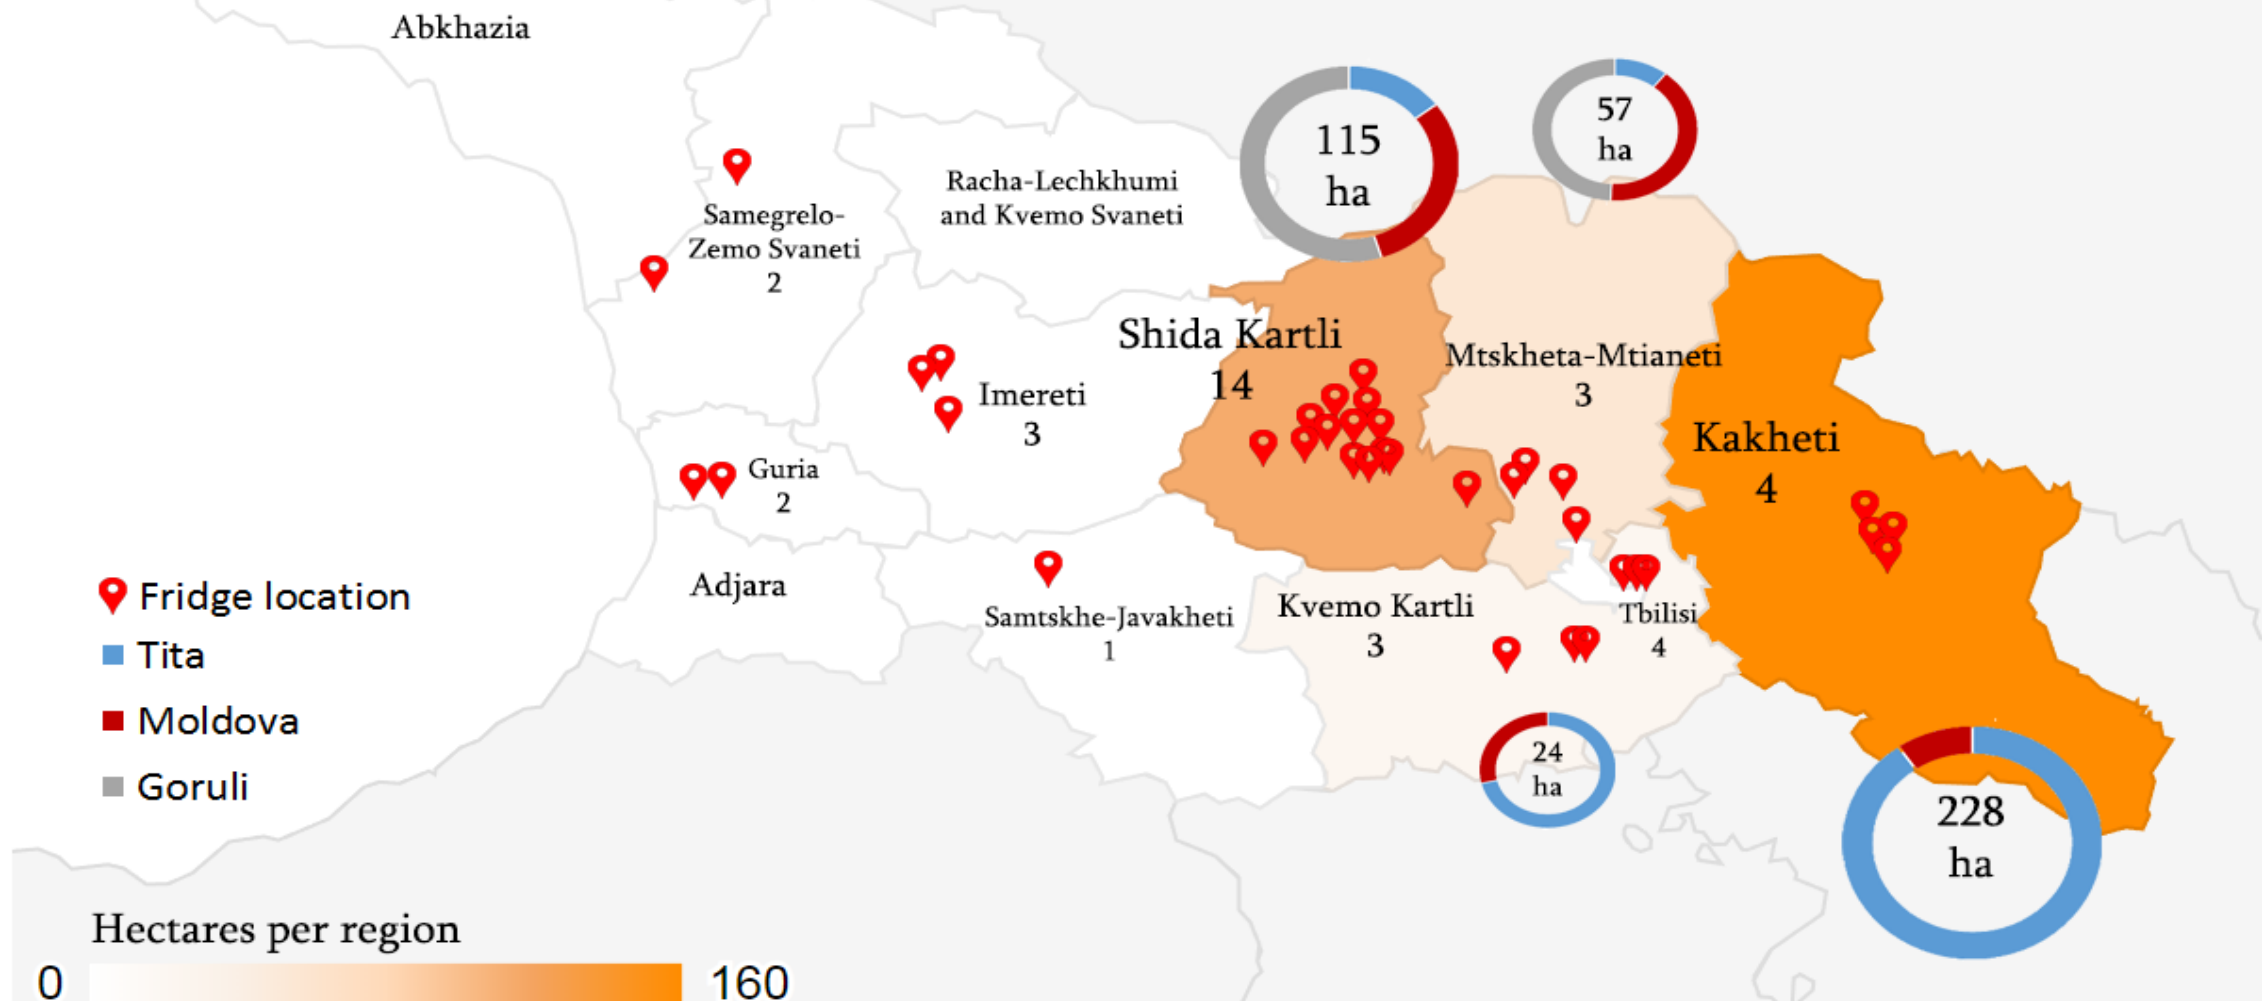 Abkhazia
115
ha
57
ha
Racha-Lechkhumi
and Kvemo Svaneti
Samegrelo-
Zemo Svaneti
2
Shida Kartli
14
Mtskheta-Mtianeti
3
Imereti
3
Kakheti
4
Guria
2
Adjara
Samtskhe-Javakheti
1
Kvemo Kartli
3
Tbilisi
4
24
ha
228
ha
Fridge location
Tita
Moldova
Goruli
Hectares per region
0
160